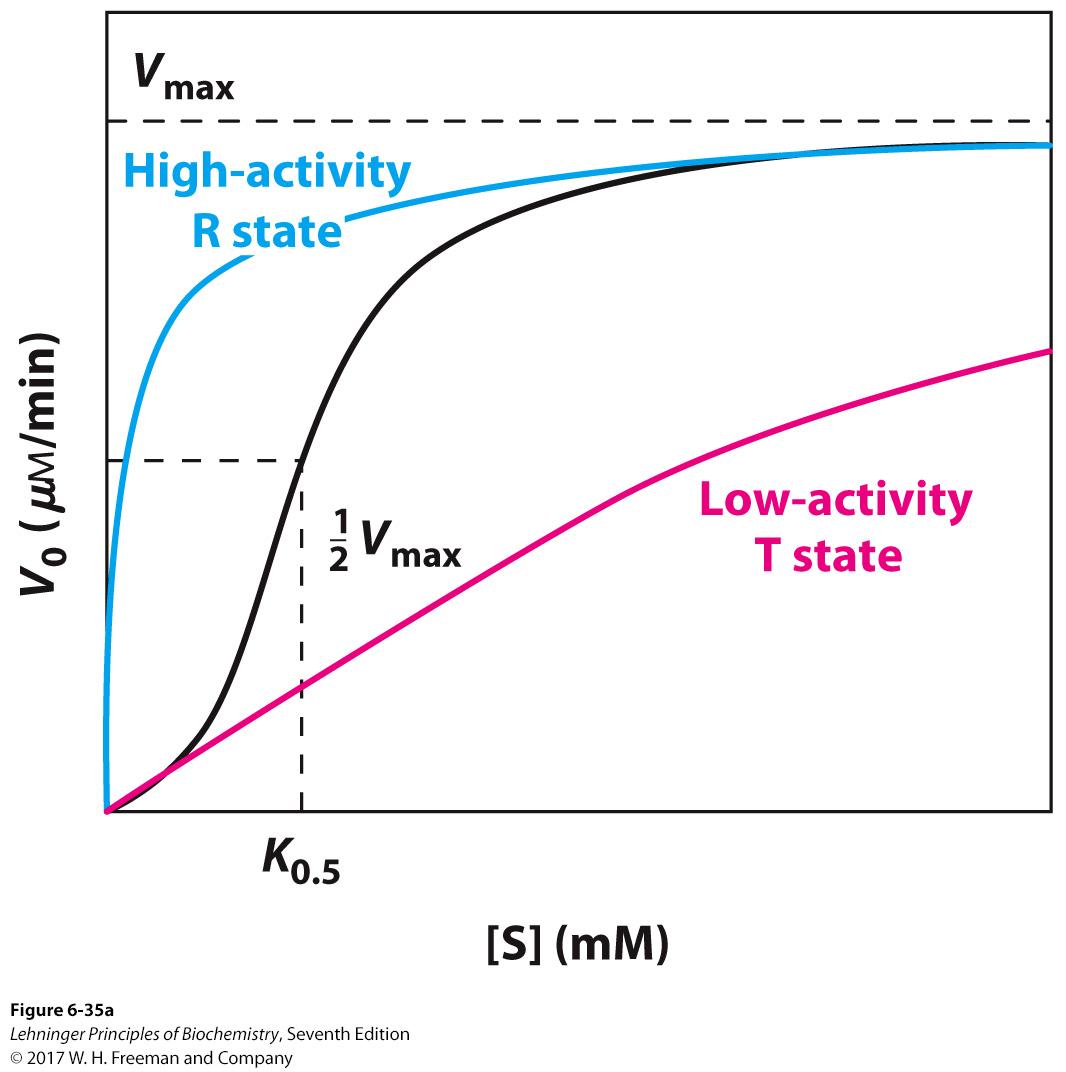 Vmax
High-activity
R state
V0 (μM/min)
1/2 Vmax
Low-activity
T state
K0.5
[S] (mM)
Figure 6-35a
Lehninger Principles of Biochemistry, Seventh Edition
© 2017 W. H. Freeman and Company